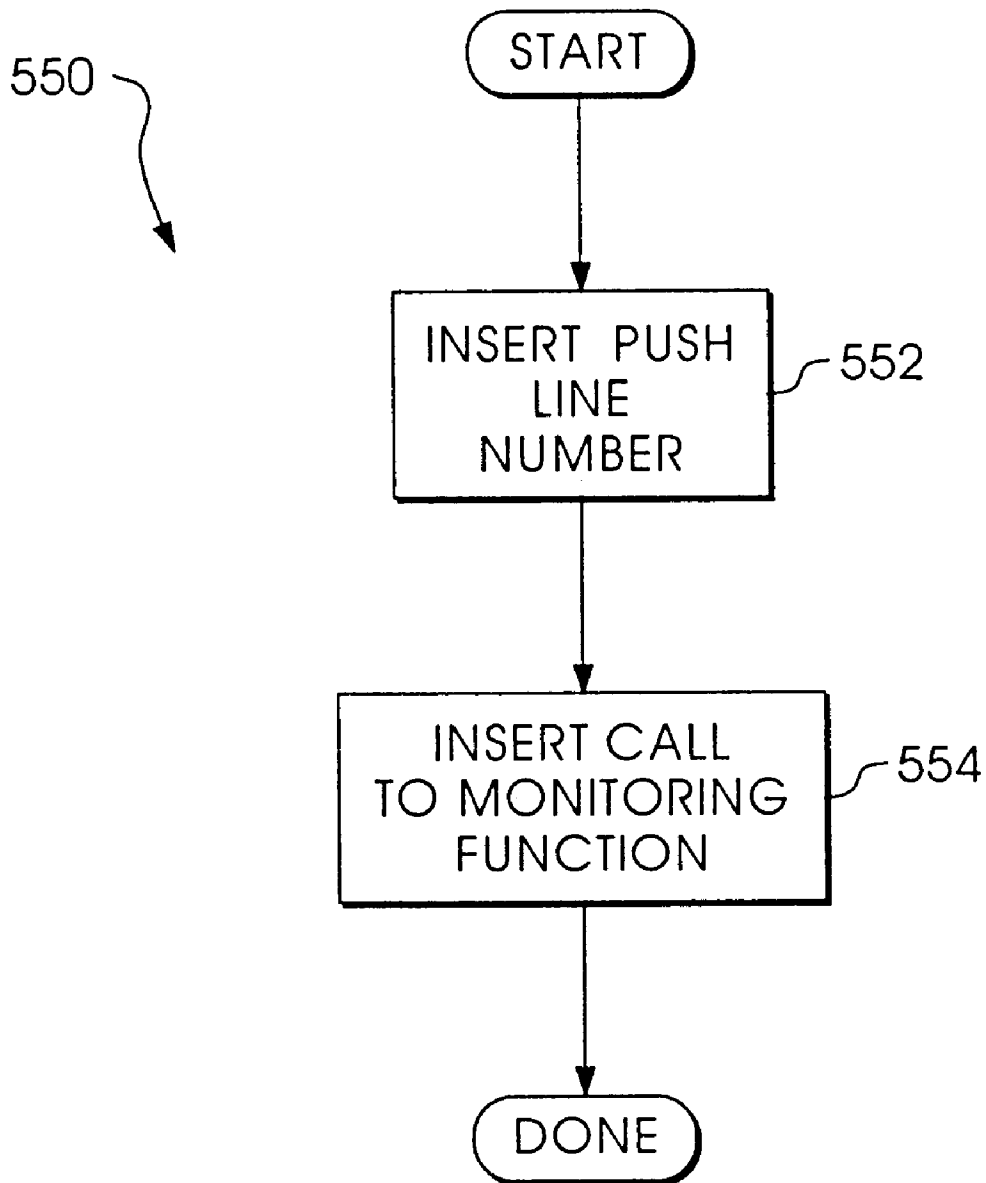 START
550
INSERT PUSH
LINE
NUMBER
552
INSERT CALL
TO MONITORING
FUNCTION
554
DONE